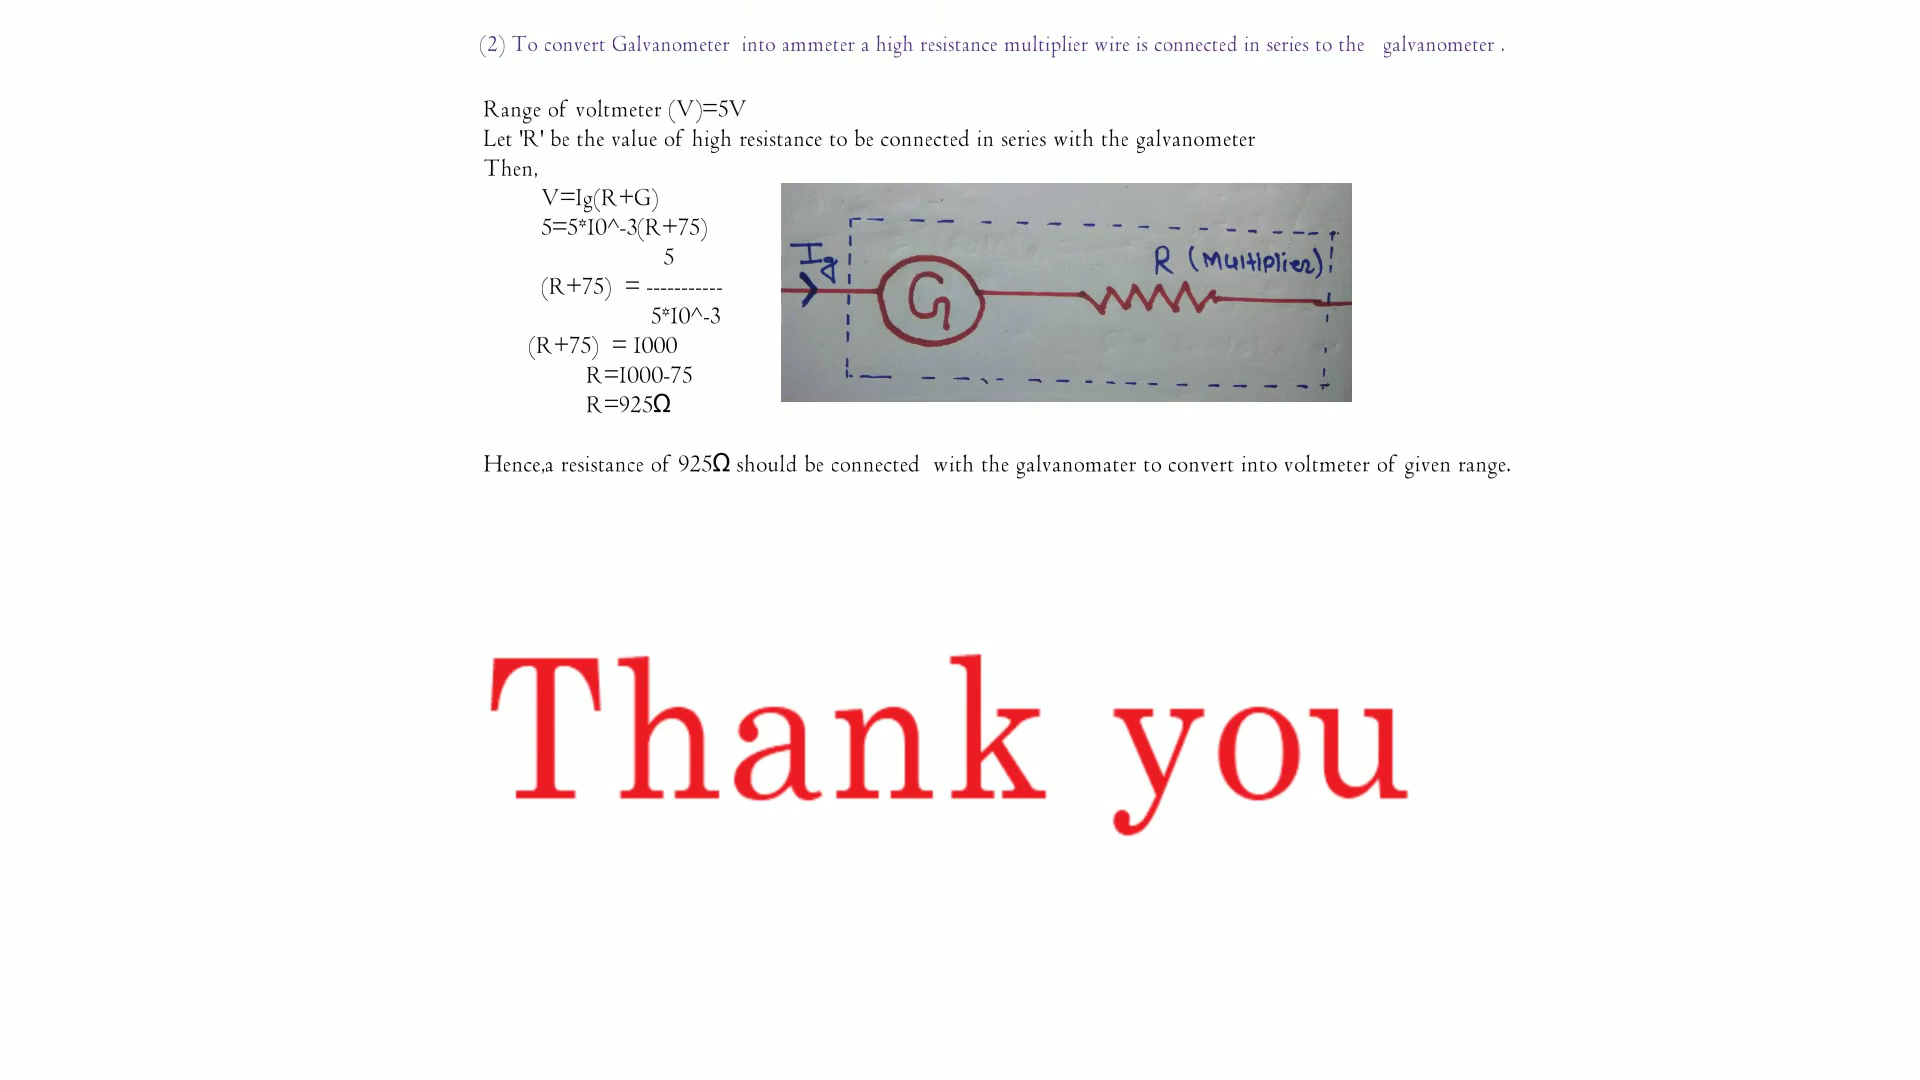 (2) To convert Galvanometer into ammeter a high resistance multiplier wire is connected in series to the galvanometer .
Range of voltmeter (V)=5V
Let 'R' be the value of high resistance to be connected in series with the galvanometer
Then,
V=Ig(R+G)
5=5*10^-3(R+75)
5
(R+75) = -----------
5*10^-3
(R+75) = 1000
R=1000-75
R=925Ω
Ig
G
R (Multiplier)
Hence,a resistance of 925Ω should be connected with the galvanomater to convert into voltmeter of given range.
Thank you